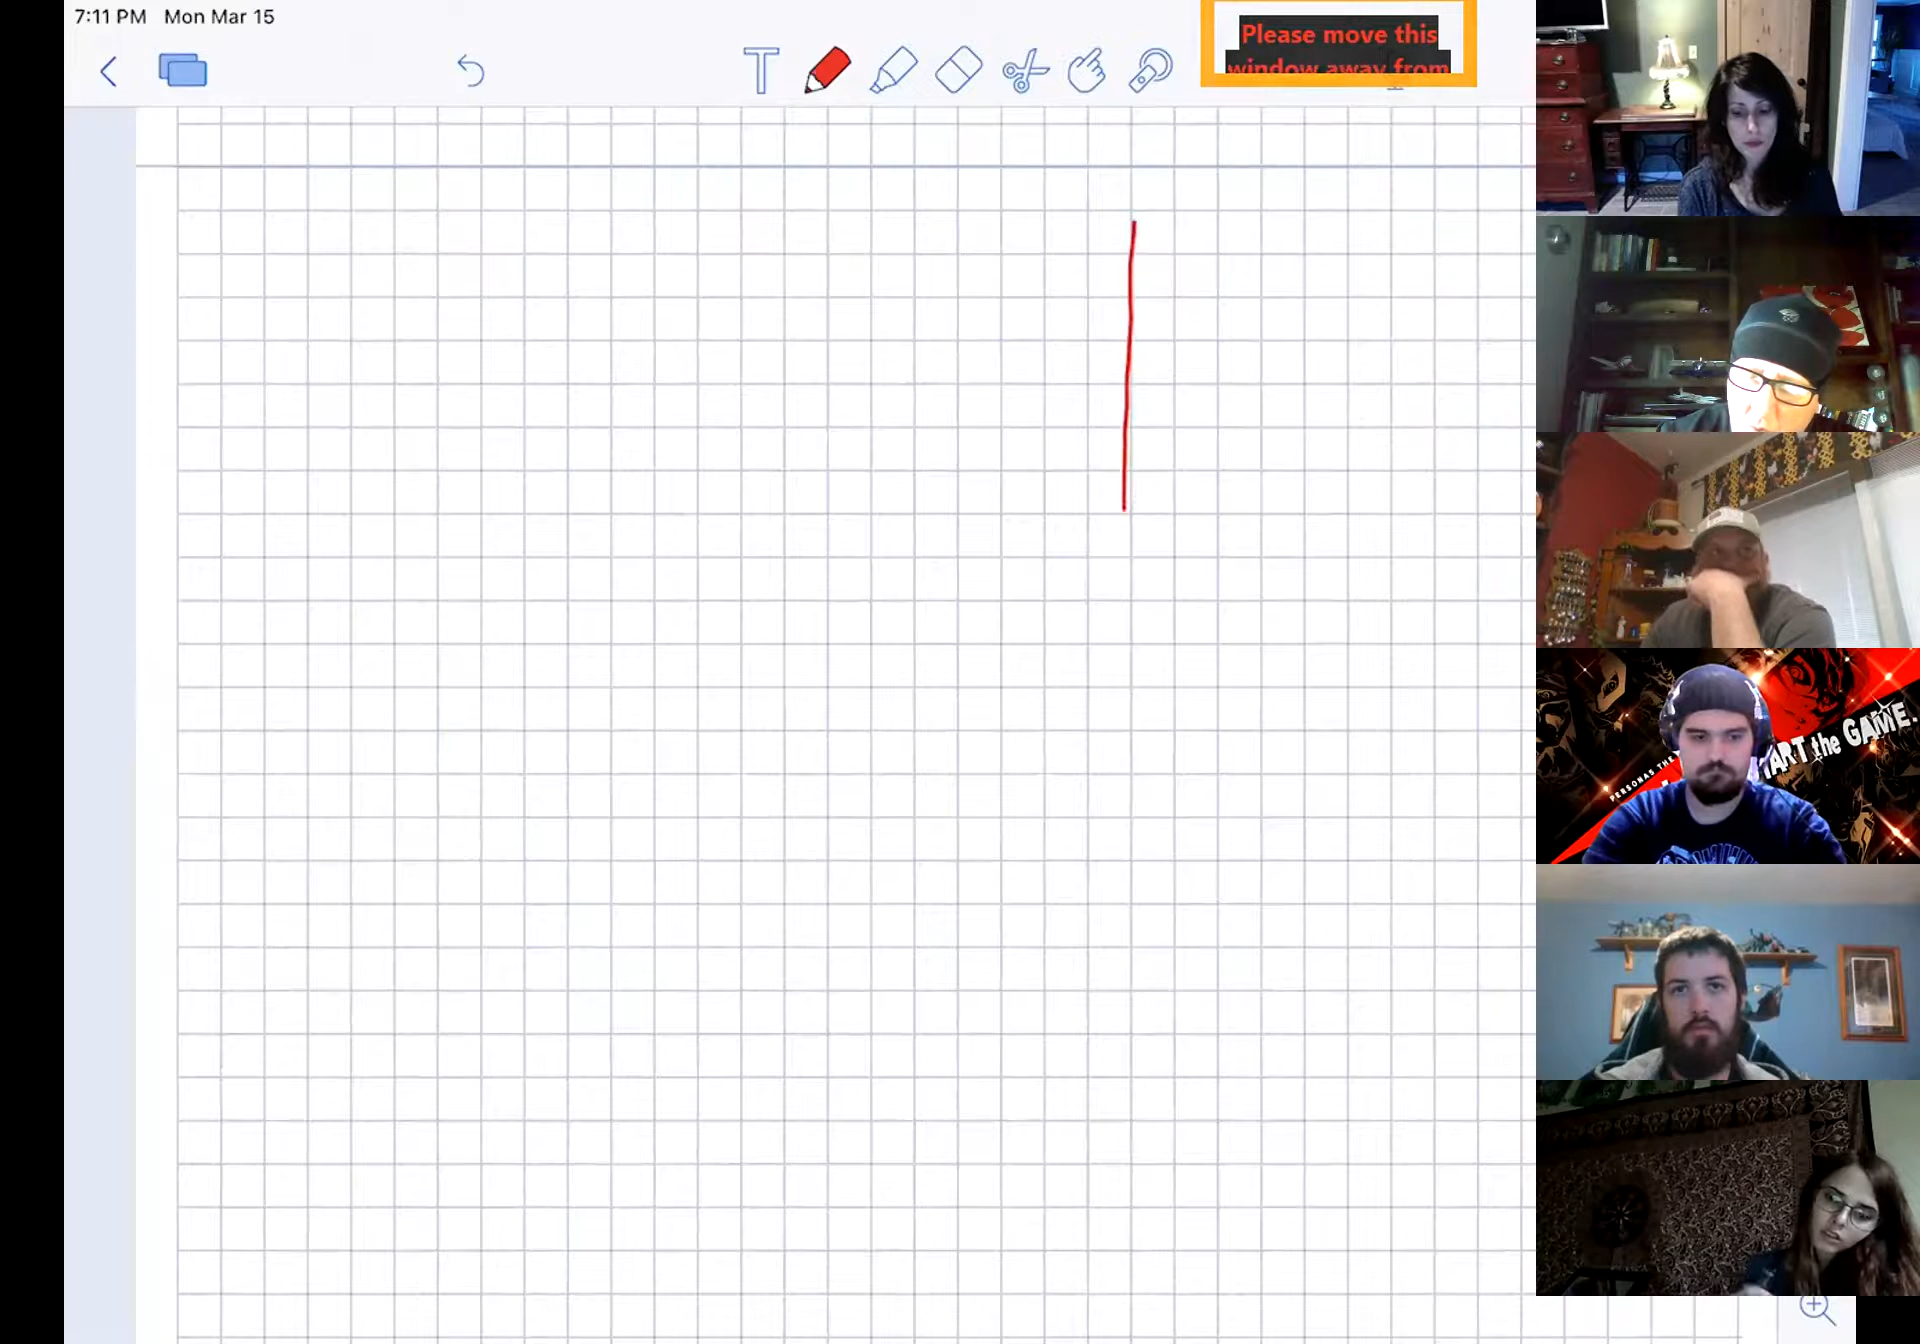 7:11 PM Mon Mar 15
Please move this
window away from
T
PERSONAS THE
ART the GAME.